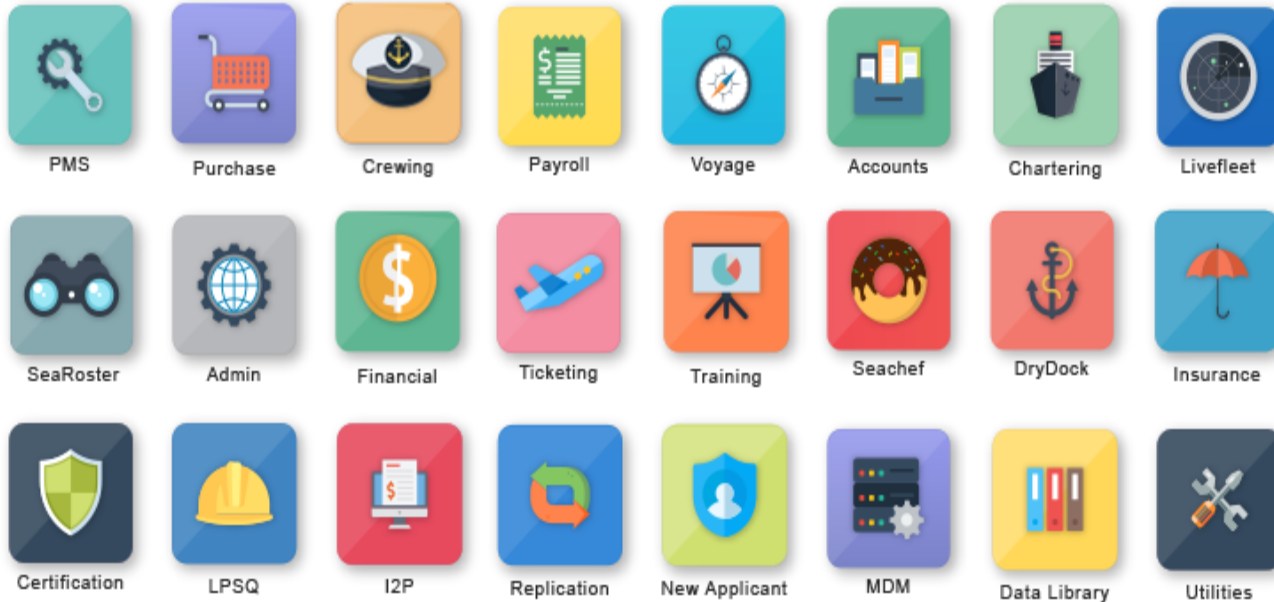 PMS
Purchase
Crewing
Payroll
Voyage
Accounts
Chartering
Livefleet
SeaRoster
Admin
Financial
Ticketing
Training
Seachef
DryDock
Insurance
Certification
LPSQ
I2P
Replication
New Applicant
MDM
Data Library
Utilities